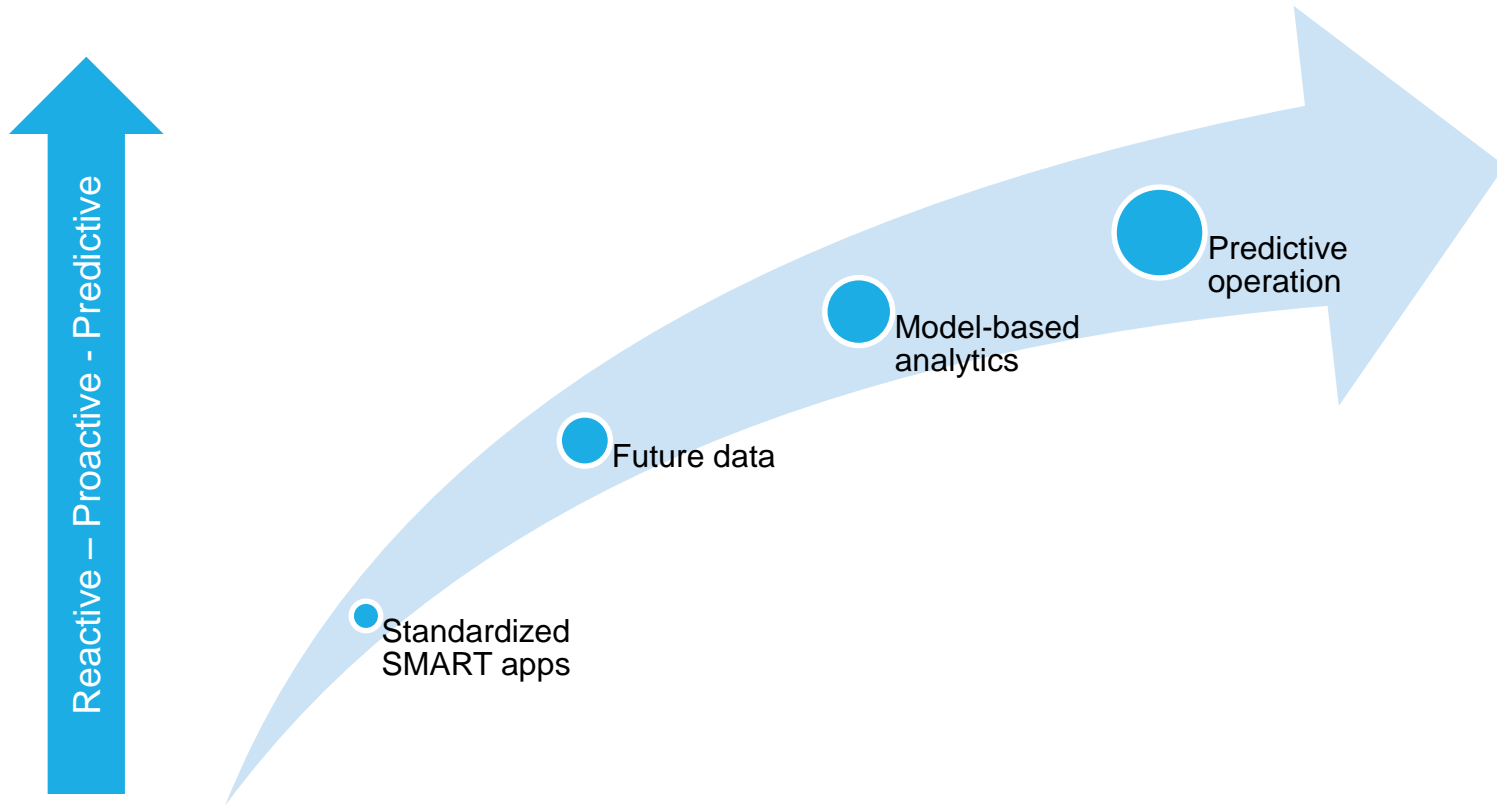 Reactive – Proactive - Predictive
Predictive
operation
Model-based
analytics
Future data
Standardized
SMART apps